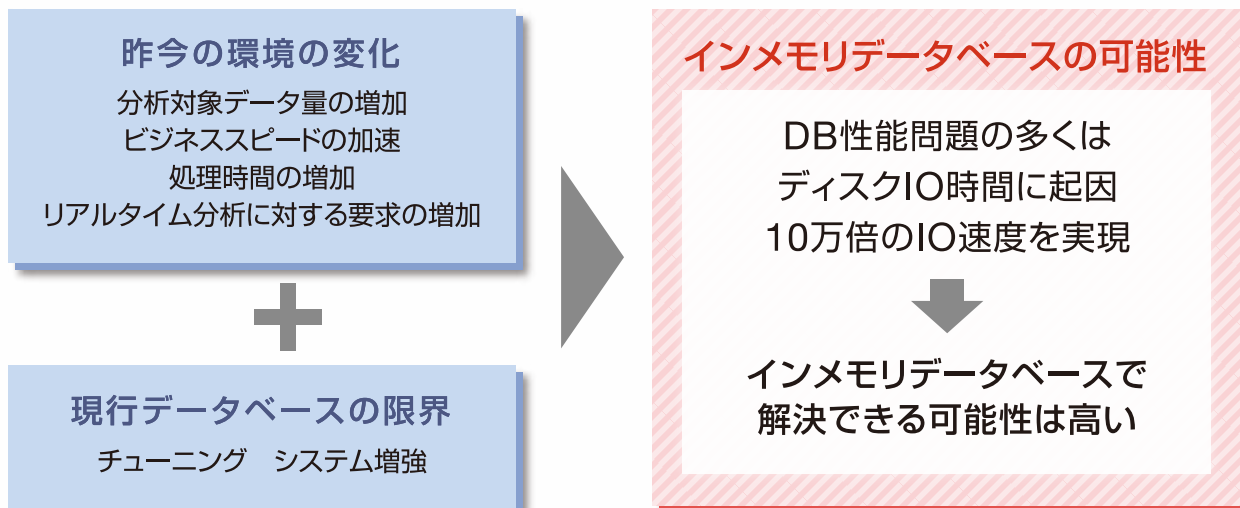 昨今の環境の変化
分析対象データ量の増加
ビジネススピードの加速
処理時間の増加
リアルタイム分析に対する要求の増加
現行データベースの限界
チューニング　システム増強
インメモリデータベースの可能性
DB性能問題の多くは
ディスクIO時間に起因
10万倍のIO速度を実現
インメモリデータベースで
解決できる可能性は高い